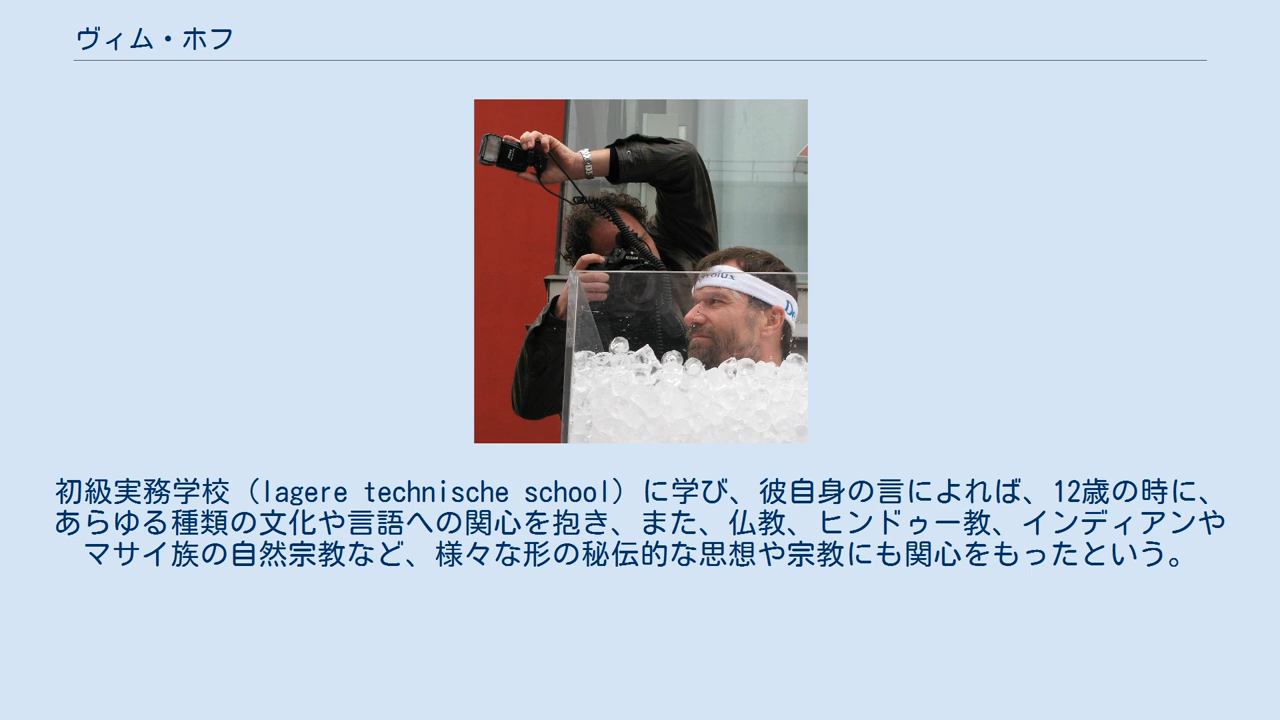 ヴィム・ホフ
初級実務学校（lagere technische school）に学び、彼自身の言によれば、12歳の時に、
あらゆる種類の文化や言語への関心を抱き、また、仏教、ヒンドゥー教、インディアンや
マサイ族の自然宗教など、様々な形の秘伝的な思想や宗教にも関心をもったという。